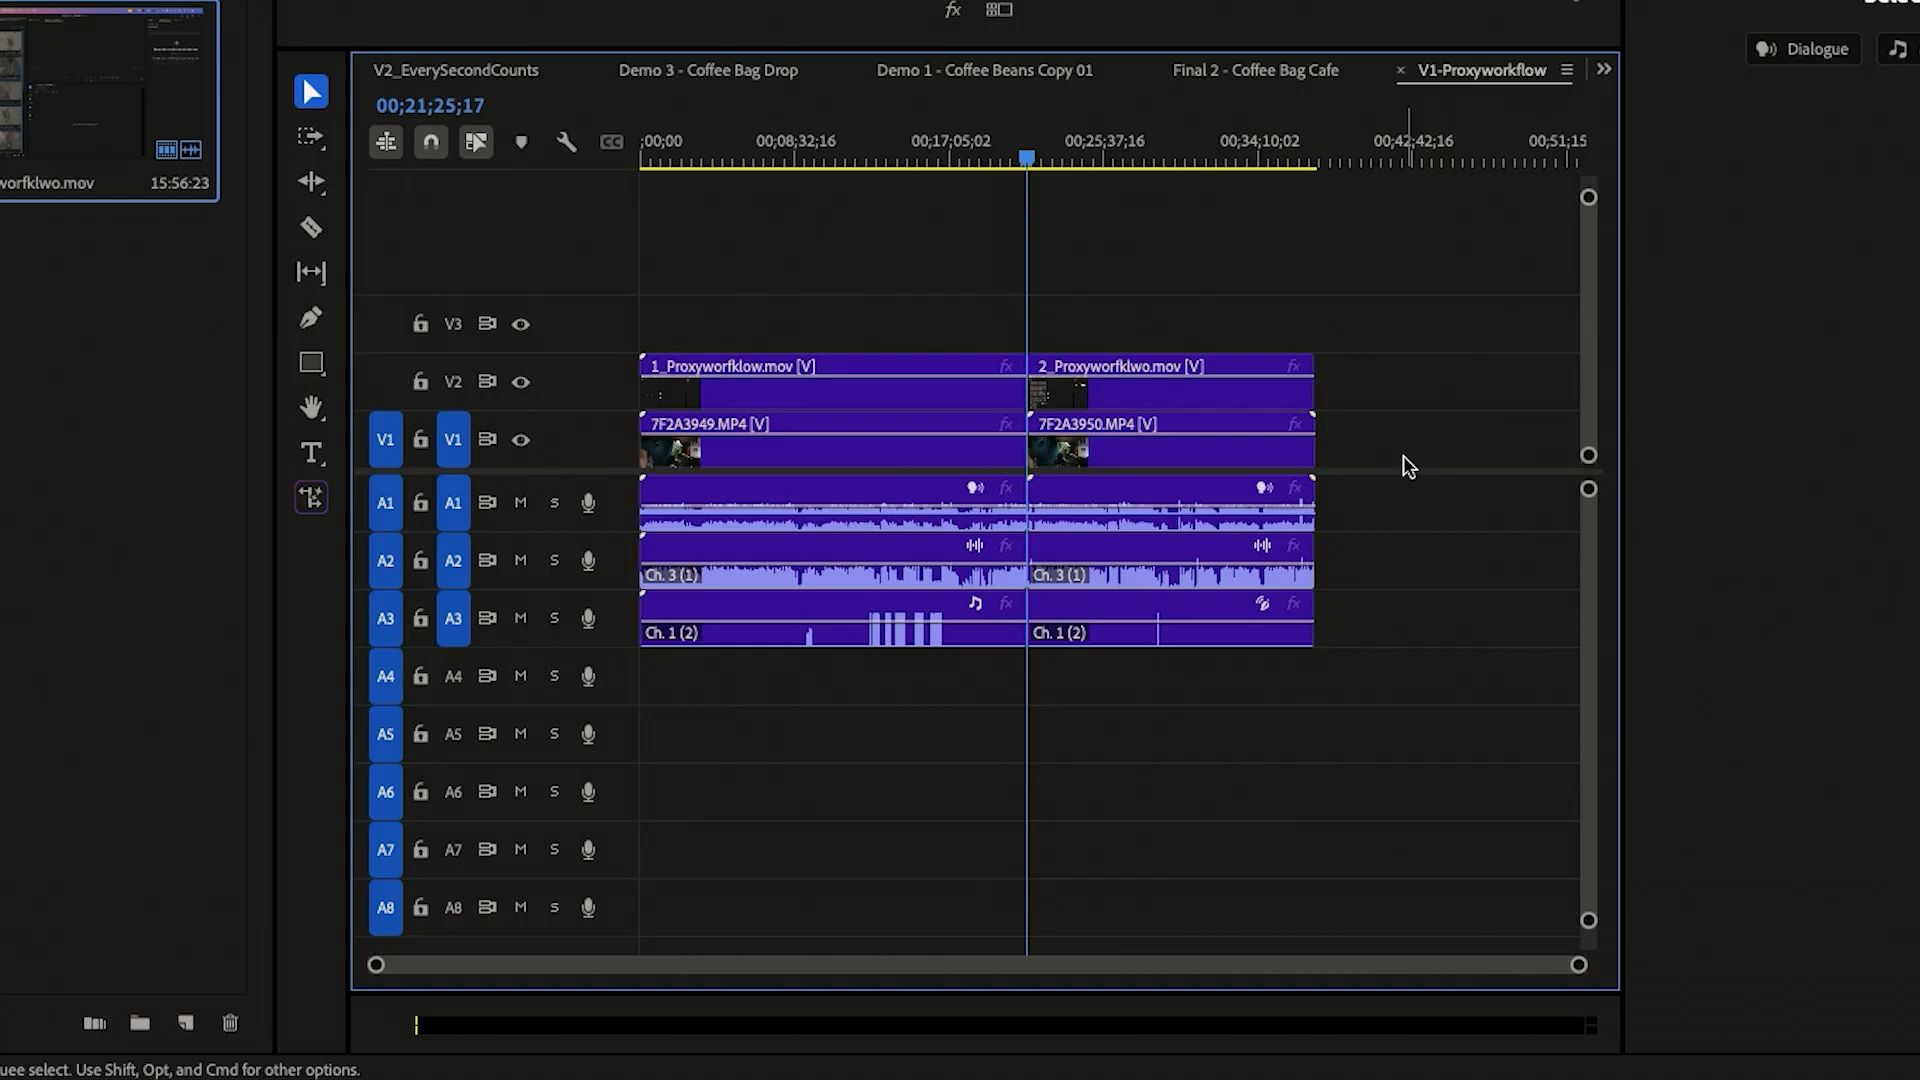 Dialogue
V2_EverySecondCounts
Demo 3 - Coffee Bag Drop
Demo 1 - Coffee Beans Copy 01
Final 2 - Coffee Bag Cafe
× V1-Proxyworkflow
00;21;25;17
CC
;00;00
00;08;32;16
00;17;05;02
00;25;37;16
00;34;10;02
00;42;42;16
00;51;15
worfklwo.mov
15:56:23
V3
1_Proxyworfklow.mov [V] fx
2_Proxyworfklwo.mov [V] fx
V2
7F2A3949.MP4 [V] fx
7F2A3950.MP4 [V] fx
V1 V1
A1 A1 M S fx fx
A2 A2 M S fx fx
Ch. 3 (1)
Ch. 3 (1)
A3 A3 M S fx fx
Ch. 1 (2)
Ch. 1 (2)
A4 A4 M S
A5 A5 M S
A6 A6 M S
A7 A7 M S
A8 A8 M S
uee select. Use Shift, Opt, and Cmd for other options.